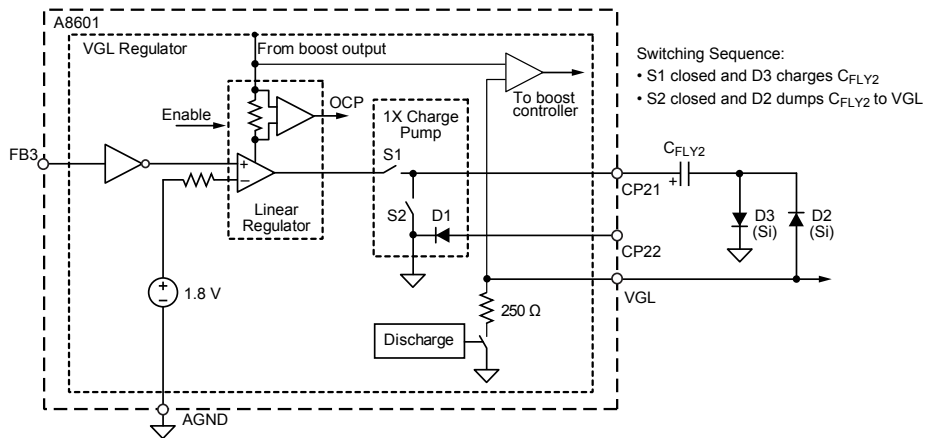 A8601
VGL Regulator
From boost output
Switching Sequence:
• S1 closed and D3 charges CFLY2
• S2 closed and D2 dumps CFLY2 to VGL
OCP
To boost
controller
Enable
1X Charge
Pump
FB3
S1
CFLY2
+
−
+
CP21
Linear
Regulator
S2
D1
D3
(Si)
D2
(Si)
CP22
VGL
+
−
1.8 V
250 Ω
Discharge
AGND